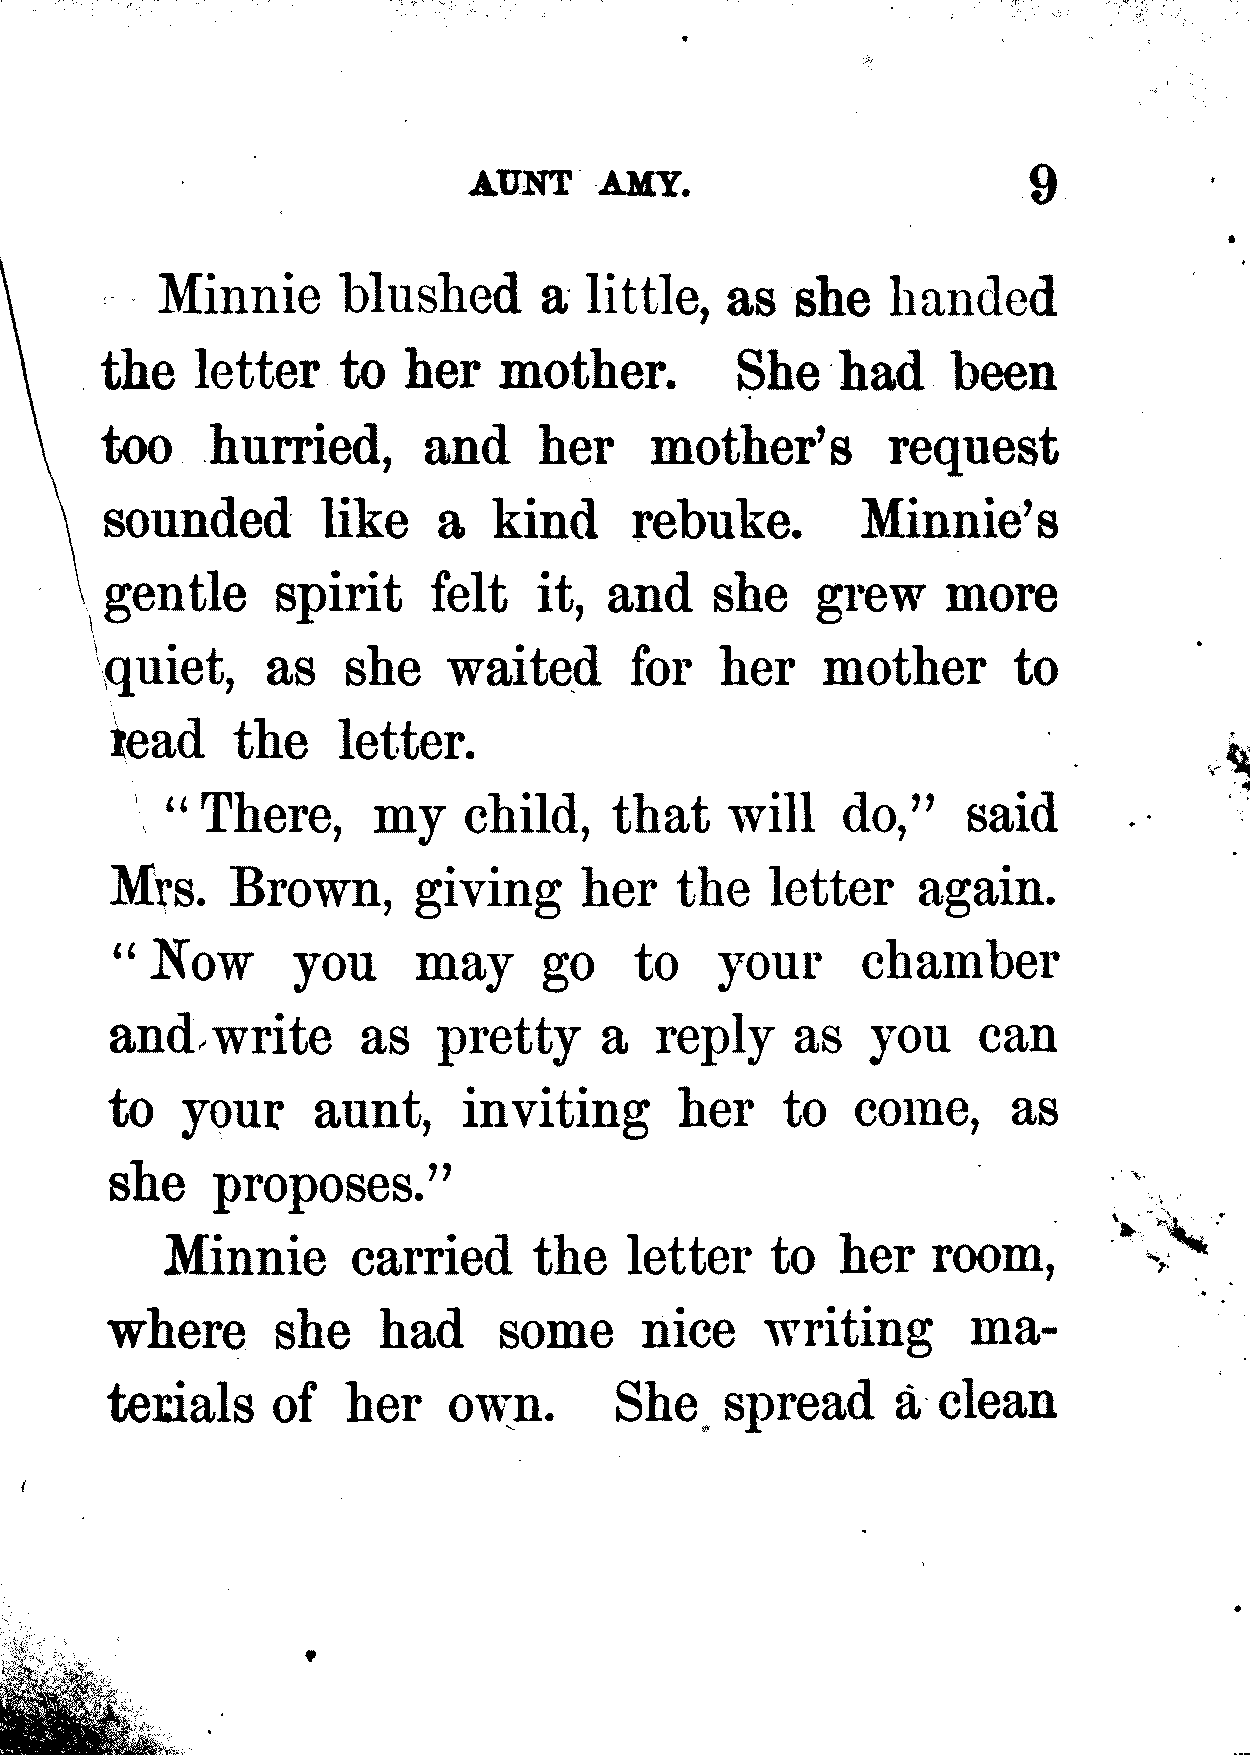 AUNT AMY. 9
Minnie blushed a little, as she handed
the letter to her mother. She had been
too hurried, and her mother's request
sounded like a kind rebuke. Minnie's
gentle spirit felt it, and she grew more
quiet, as she waited for her mother to
read the letter.
"There, my child, that will do," said
Mrs. Brown, giving her the letter again.
"Now you may go to your chamber
and write as pretty a reply as you can
to your aunt, inviting her to come, as
she proposes."
Minnie carried the letter to her room,
where she had some nice writing ma-
terials of her own. She spread a clean